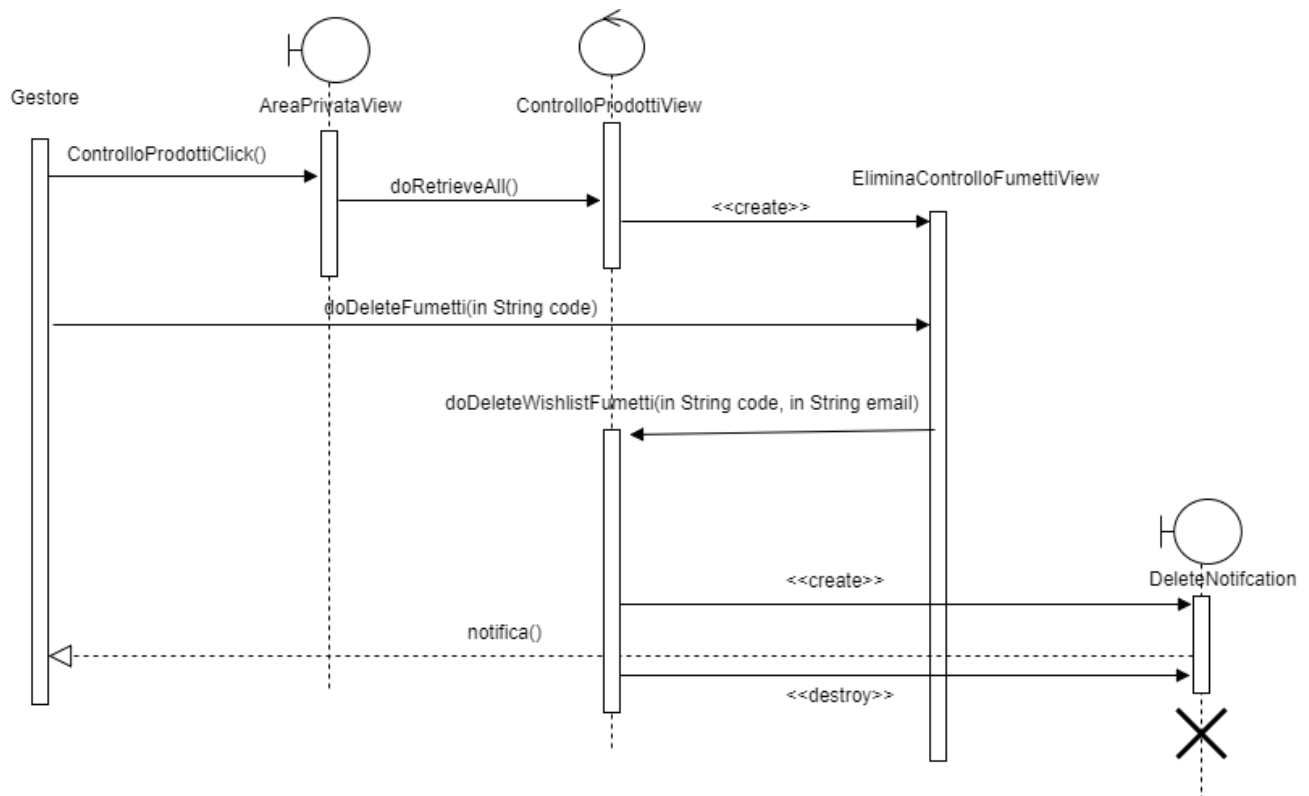 Gestore
AreaPrivataView
ControlloProdottiView
ControlloProdottiClick()
doRetrieveAll()
EliminaControlloFumettiView
<<create>>
doDeleteFumetti(in String code)
doDeleteWishlistFumetti(in String code, in String email)
<<create>>
DeleteNotifcation
notifica()
<<destroy>>